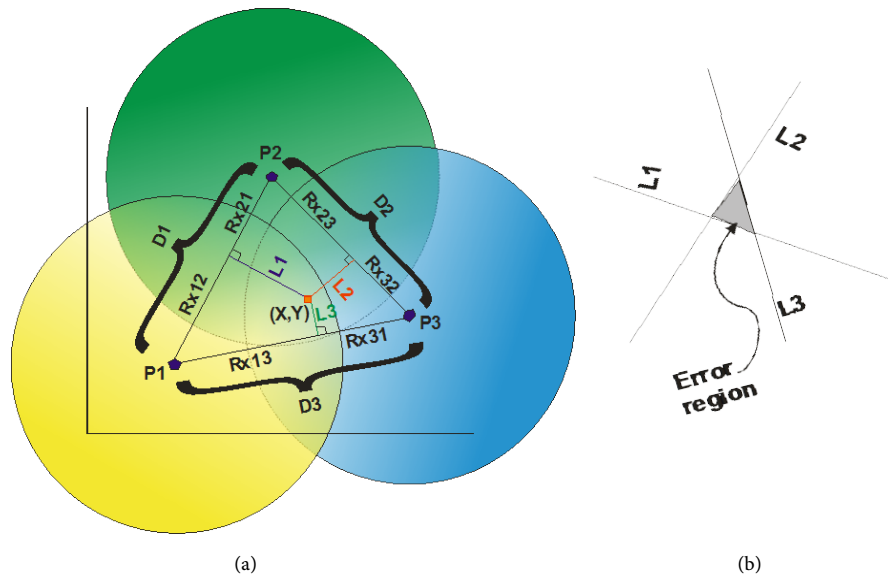 P2
D1
Rx21
Rx23
D2
L1
Rx12
L2
Rx32
(X,Y)
L3
P3
Rx31
Rx13
P1
D3
L1
L2
L3
Error
region
(a)
(b)